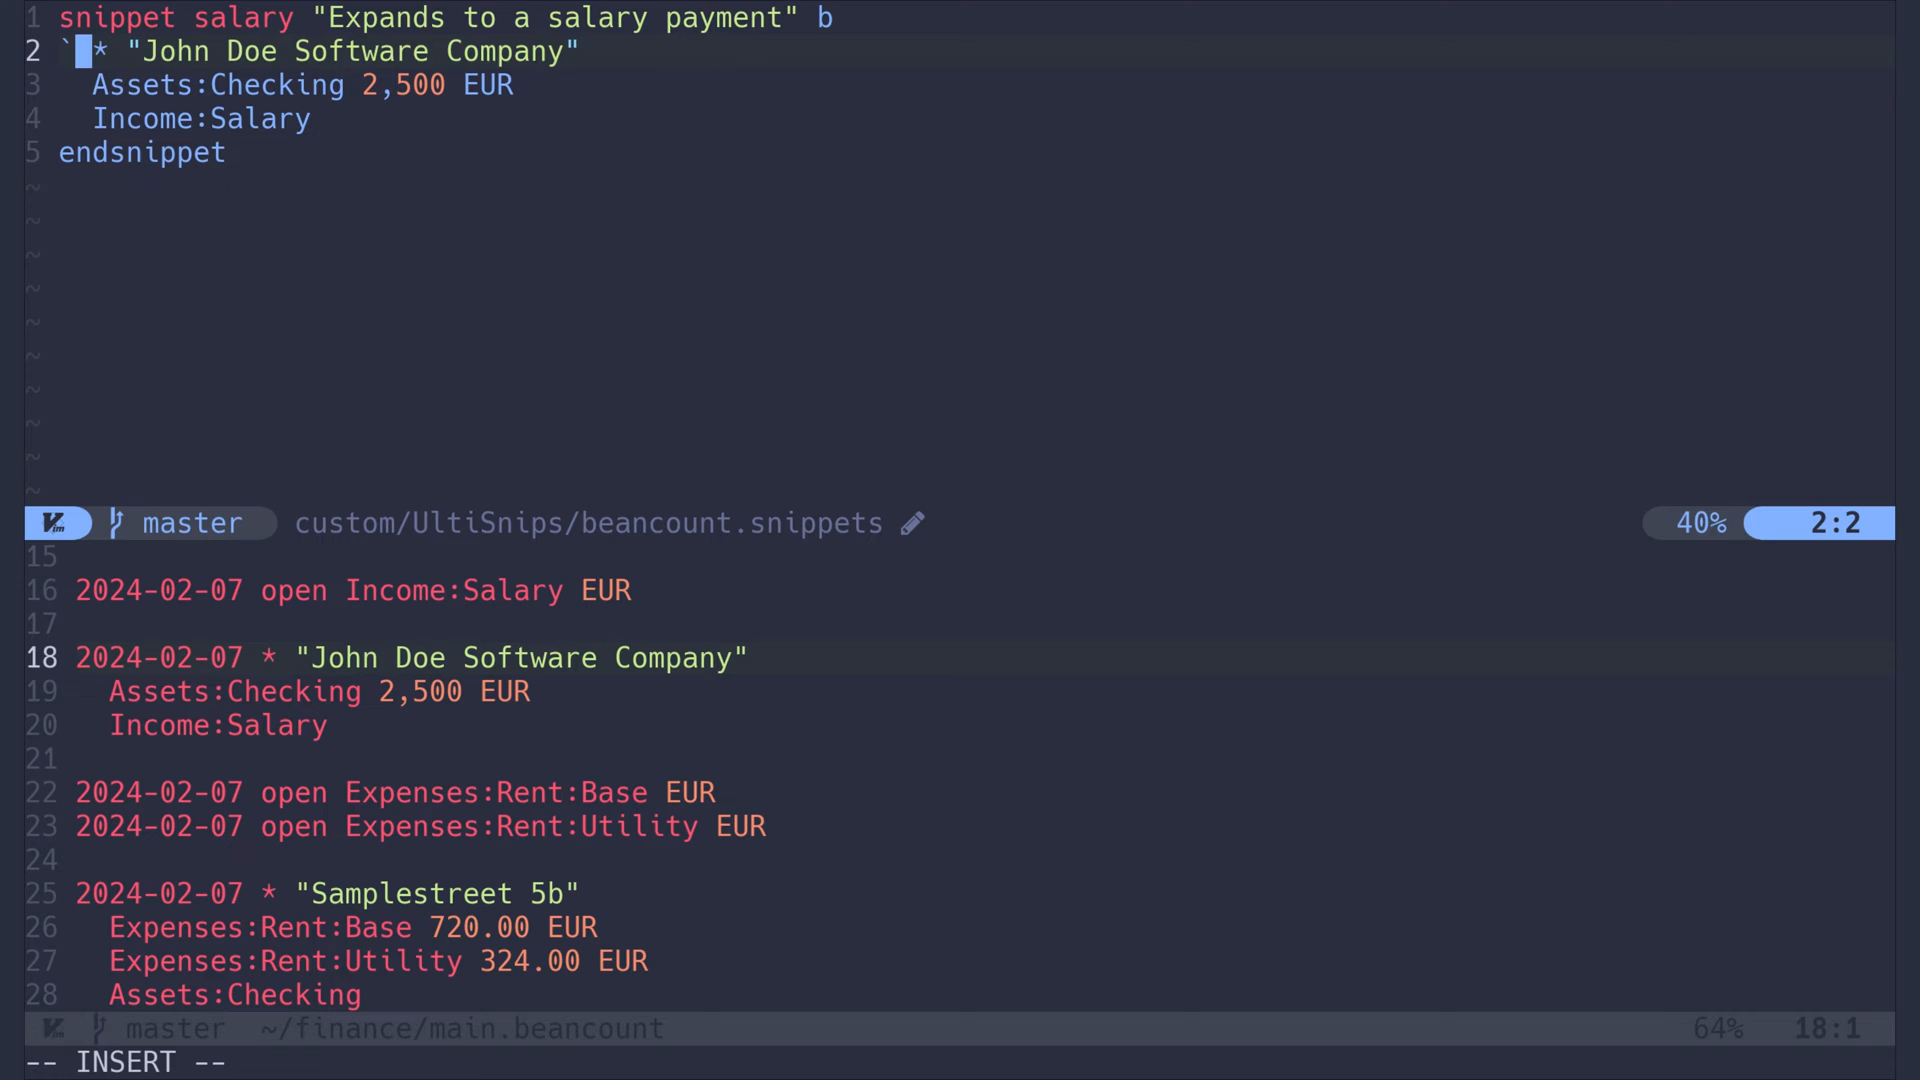 1 snippet salary "Expands to a salary payment" b
2 ` * "John Doe Software Company"
3   Assets:Checking 2,500 EUR
4   Income:Salary
5 endsnippet
~
~
~
~
~
~
~
~
~
~
Vim master custom/UltiSnips/beancount.snippets 40% 2:2
15
16 2024-02-07 open Income:Salary EUR
17
18 2024-02-07 * "John Doe Software Company"
19   Assets:Checking 2,500 EUR
20   Income:Salary
21
22 2024-02-07 open Expenses:Rent:Base EUR
23 2024-02-07 open Expenses:Rent:Utility EUR
24
25 2024-02-07 * "Samplestreet 5b"
26   Expenses:Rent:Base 720.00 EUR
27   Expenses:Rent:Utility 324.00 EUR
28   Assets:Checking
Vim master ~/finance/main.beancount 64% 18:1
-- INSERT --